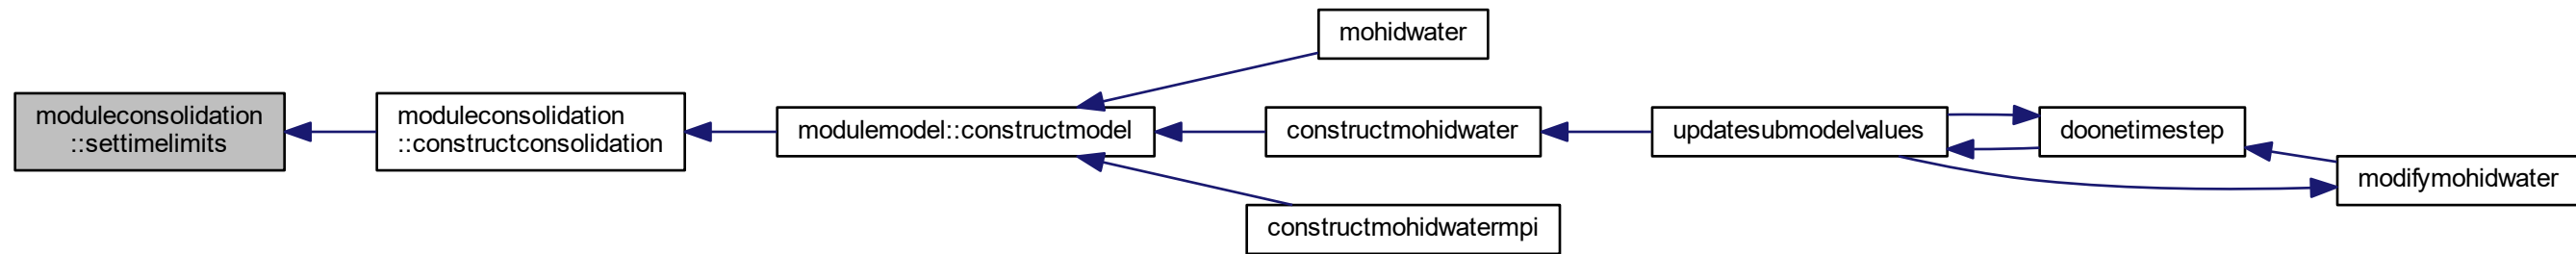 mohidwater
moduleconsolidation
::settimelimits
moduleconsolidation
::constructconsolidation
modulemodel::constructmodel
constructmohidwater
updatesubmodelvalues
doonetimestep
modifymohidwater
constructmohidwatermpi